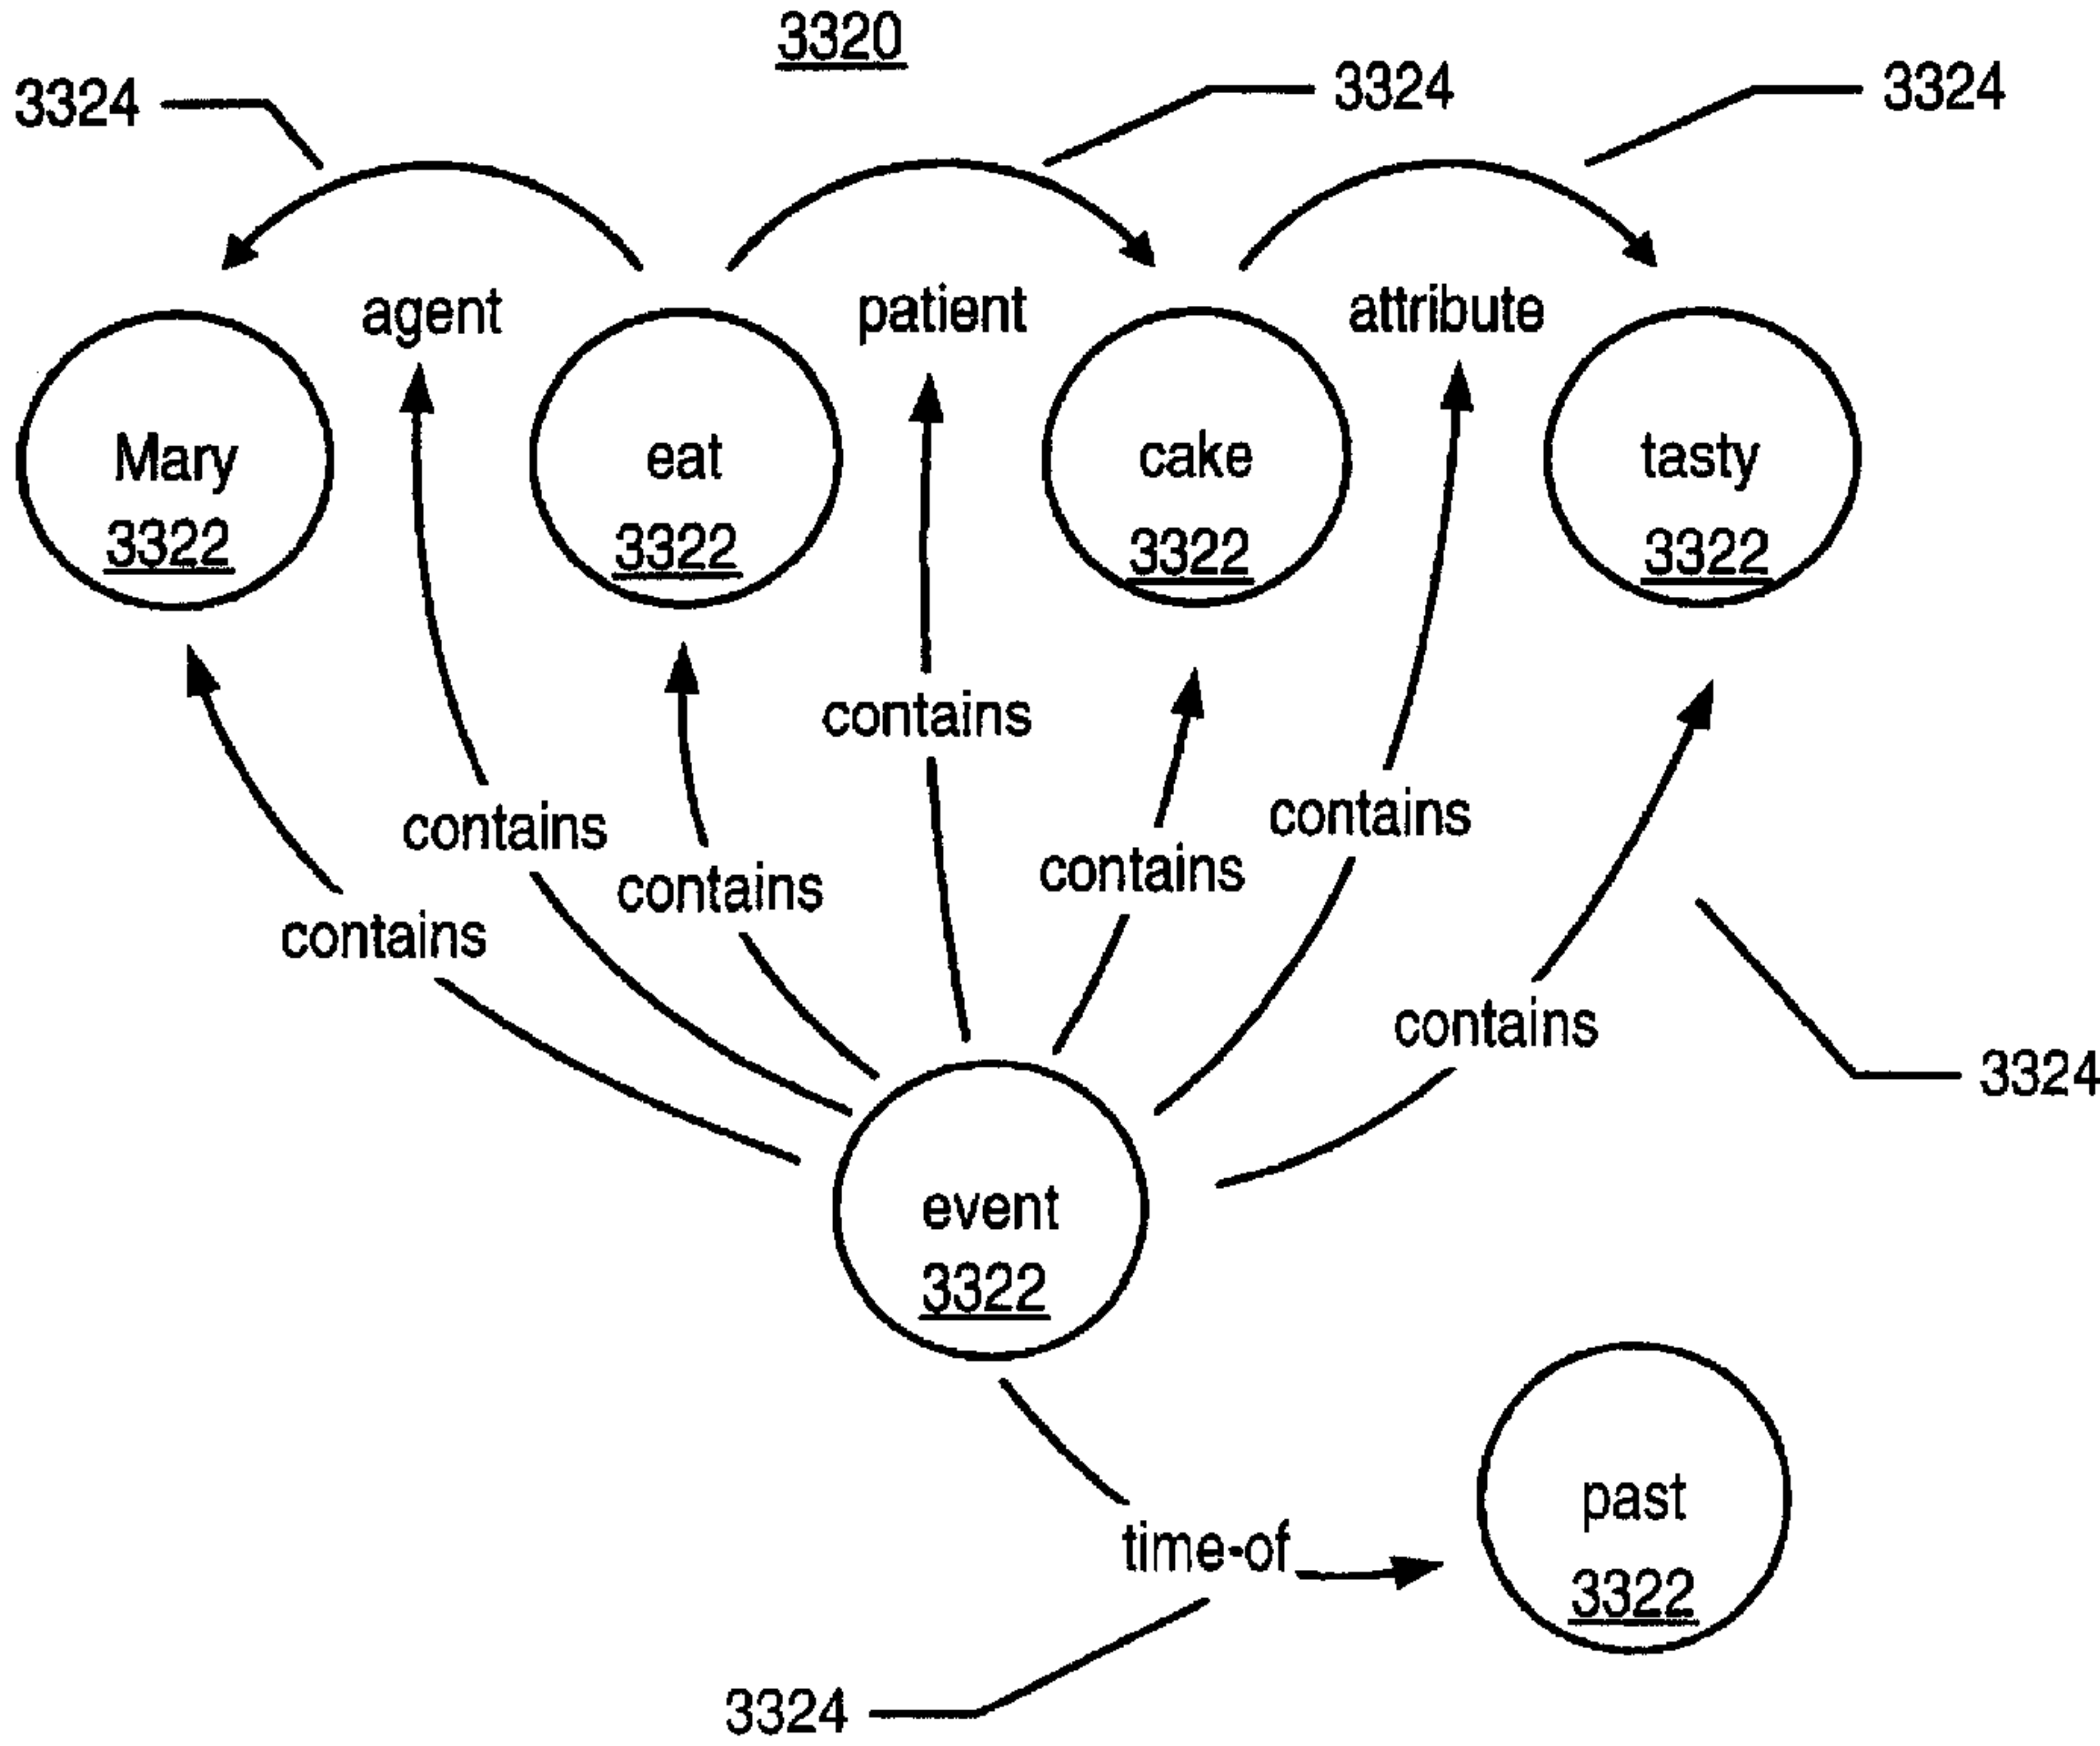 3320
3324
3324
3324
agent
patient
attribute
Mary
3322
eat
3322
cake
3322
tasty
3322
contains
contains
contains
contains
contains
contains
contains
3324
event
3322
past
3322
time-of
3324